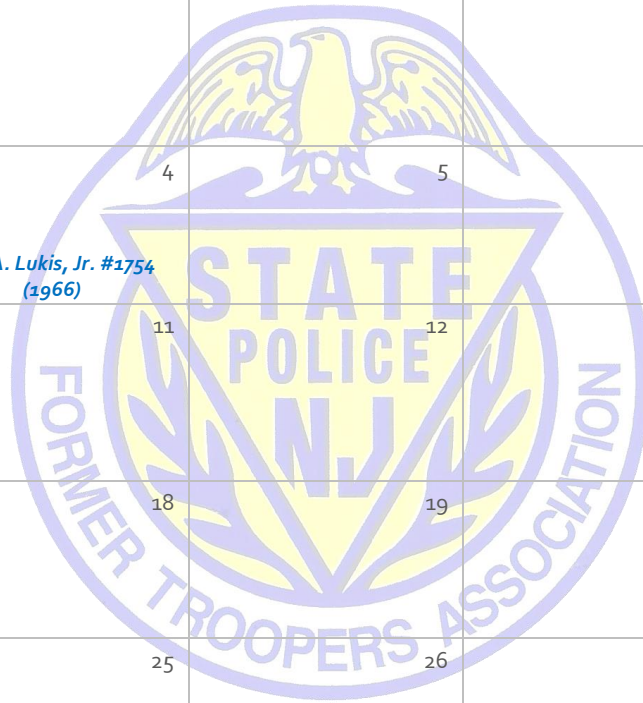 4
5
A. Lukis, Jr. #1754
(1966)
STATE
11
12
POLICE
NJ
18
19
FORMER TROOPERS ASSOCIATION
25
26